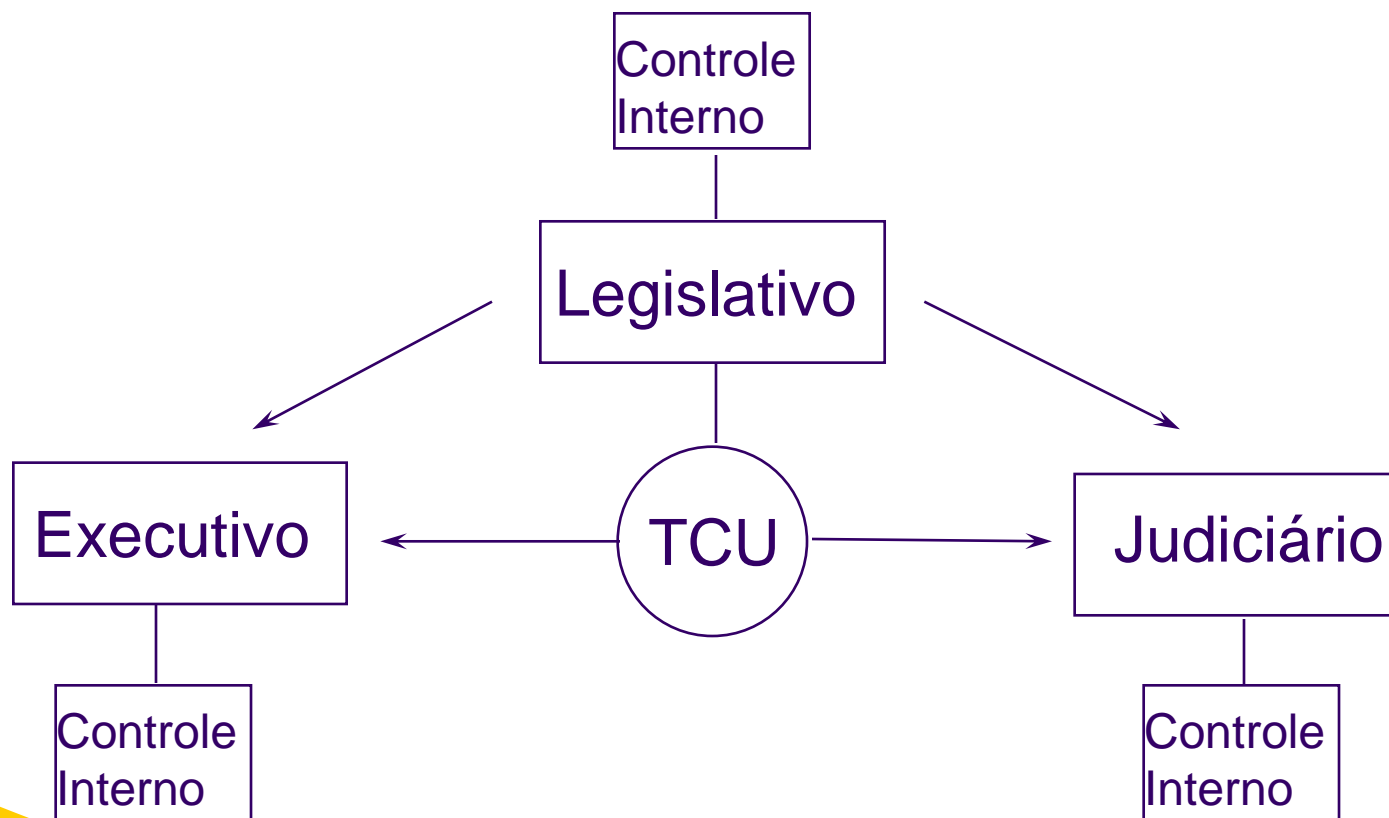 Controle
Interno
Legislativo
Executivo
TCU
Judiciário
Controle
Interno
Controle
Interno